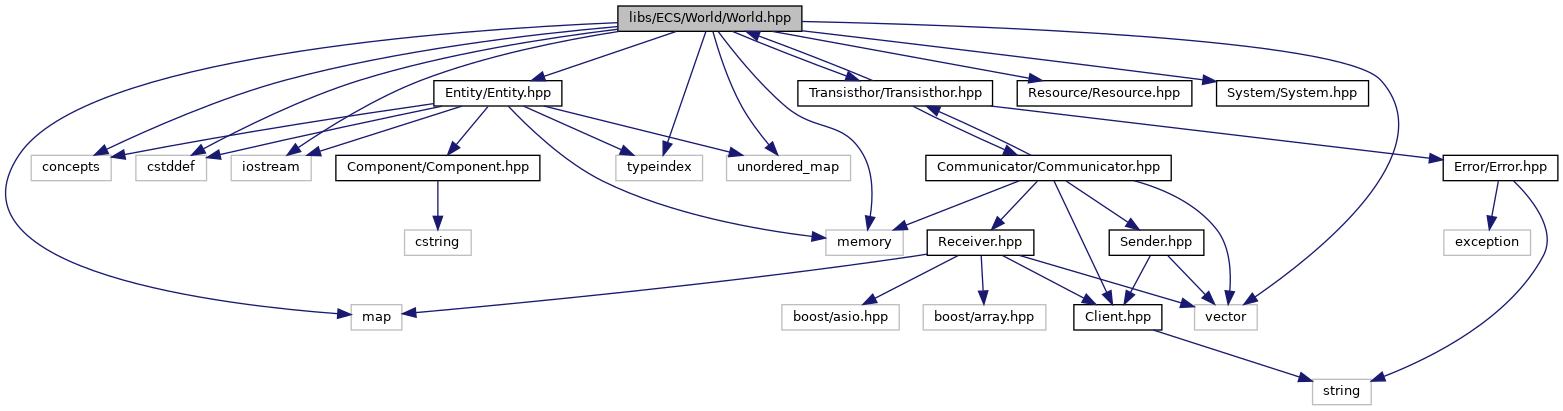 libs/ECS/World/World.hpp
Entity/Entity.hpp
Transisthor/Transisthor.hpp
Resource/Resource.hpp
System/System.hpp
concepts
cstddef
iostream
Component/Component.hpp
typeindex
unordered_map
Communicator/Communicator.hpp
Error/Error.hpp
cstring
memory
Receiver.hpp
Sender.hpp
exception
map
boost/asio.hpp
boost/array.hpp
Client.hpp
vector
string